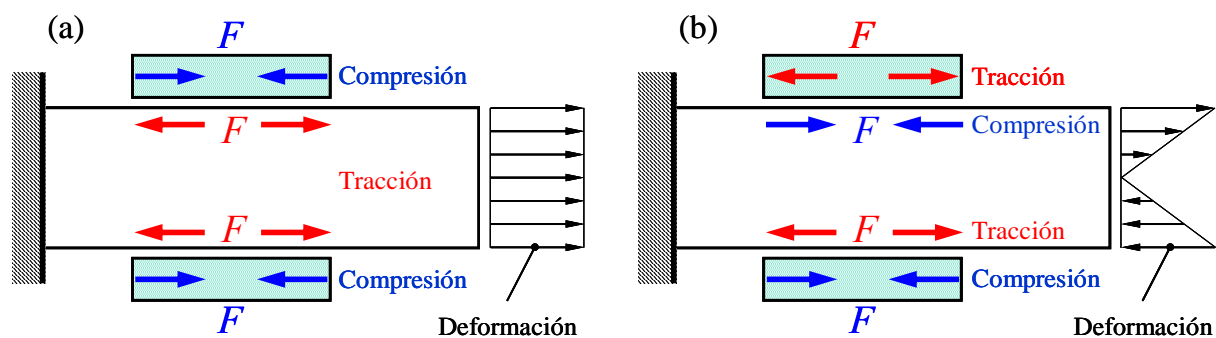 (a)
F
Compresión
F
Tracción
F
Compresión
F
Deformación
(b)
F
Tracción
F
Compresión
F
Tracción
Compresión
F
Deformación